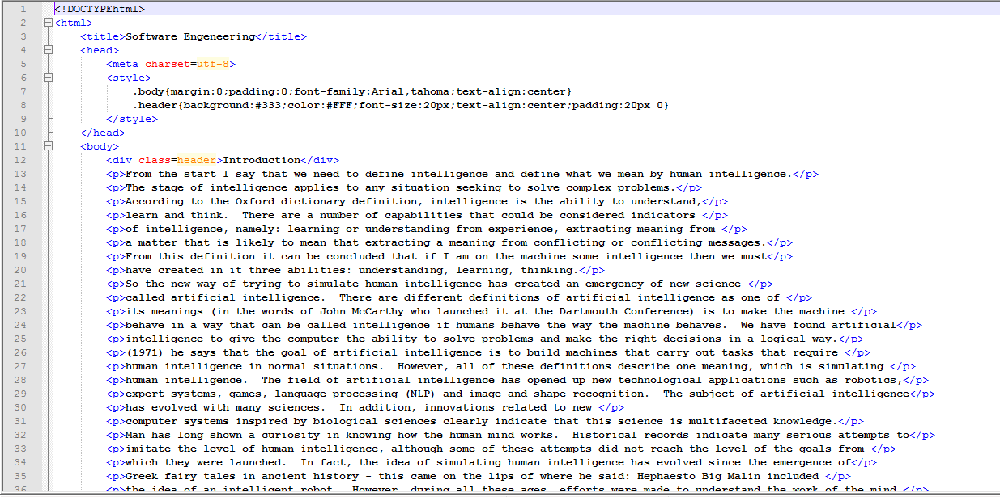 1 <!DOCTYPEhtml>
2 <html>
3 <title>Software Engeneering</title>
4 <head>
5 <meta charset=utf-8>
6 <style>
7 .body{margin:0;padding:0;font-family:Arial,tahoma;text-align:center}
8 .header{background:#333;color:#FFF;font-size:20px;text-align:center;padding:20px 0}
9 </style>
10 </head>
11 <body>
12 <div class=header>Introduction</div>
13 <p>From the start I say that we need to define intelligence and define what we mean by human intelligence.</p>
14 <p>The stage of intelligence applies to any situation seeking to solve complex problems.</p>
15 <p>According to the Oxford dictionary definition, intelligence is the ability to understand,</p>
16 <p>learn and think.  There are a number of capabilities that could be considered indicators </p>
17 <p>of intelligence, namely: learning or understanding from experience, extracting meaning from </p>
18 <p>a matter that is likely to mean that extracting a meaning from conflicting or conflicting messages.</p>
19 <p>From this definition it can be concluded that if I am on the machine some intelligence then we must</p>
20 <p>have created in it three abilities: understanding, learning, thinking.</p>
21 <p>So the new way of trying to simulate human intelligence has created an emergency of new science </p>
22 <p>called artificial intelligence.  There are different definitions of artificial intelligence as one of </p>
23 <p>its meanings (in the words of John McCarthy who launched it at the Dartmouth Conference) is to make the machine </p>
24 <p>behave in a way that can be called intelligence if humans behave the way the machine behaves.  We have found artificial</p>
25 <p>intelligence to give the computer the ability to solve problems and make the right decisions in a logical way.</p>
26 <p>(1971) he says that the goal of artificial intelligence is to build machines that carry out tasks that require </p>
27 <p>human intelligence in normal situations.  However, all of these definitions describe one meaning, which is simulating </p>
28 <p>human intelligence.  The field of artificial intelligence has opened up new technological applications such as robotics,</p>
29 <p>expert systems, games, language processing (NLP) and image and shape recognition.  The subject of artificial intelligence</p>
30 <p>has evolved with many sciences.  In addition, innovations related to new </p>
31 <p>computer systems inspired by biological sciences clearly indicate that this science is multifaceted knowledge.</p>
32 <p>Man has long shown a curiosity in knowing how the human mind works.  Historical records indicate many serious attempts to</p>
33 <p>imitate the level of human intelligence, although some of these attempts did not reach the level of the goals from </p>
34 <p>which they were launched.  In fact, the idea of simulating human intelligence has evolved since the emergence of</p>
35 <p>Greek fairy tales in ancient history - this came on the lips of where he said: Hephaesto Big Malin included </p>
36 <p>the idea of an intelligent robot.  However, during all these ages, efforts were made to understand the work of the mind </p>